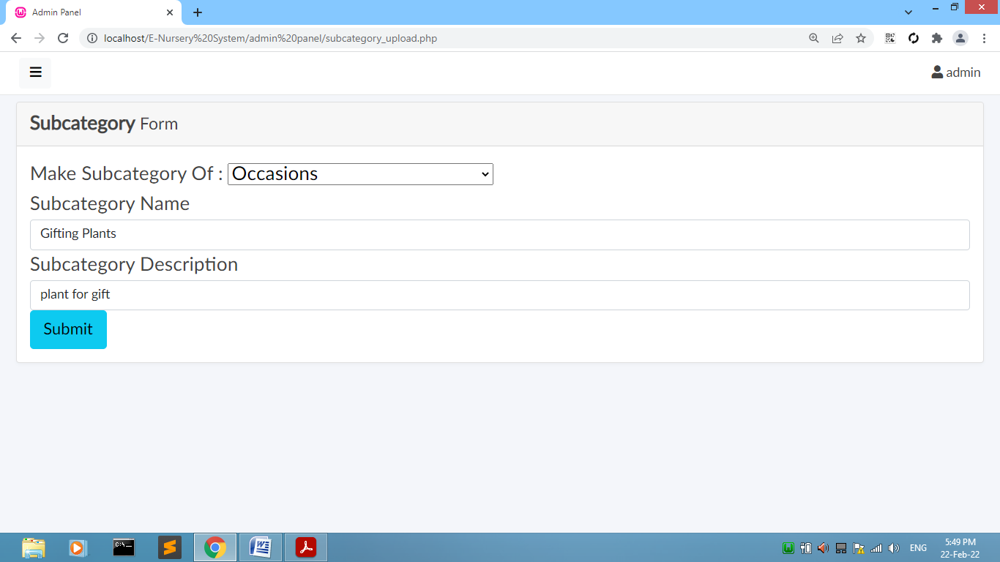 Admin Panel
localhost/E-Nursery%20System/admin%20panel/subcategory_upload.php
admin
Subcategory Form
Make Subcategory Of : Occasions
Subcategory Name
Gifting Plants
Subcategory Description
plant for gift
Submit
ENG
5:49 PM
22-Feb-22